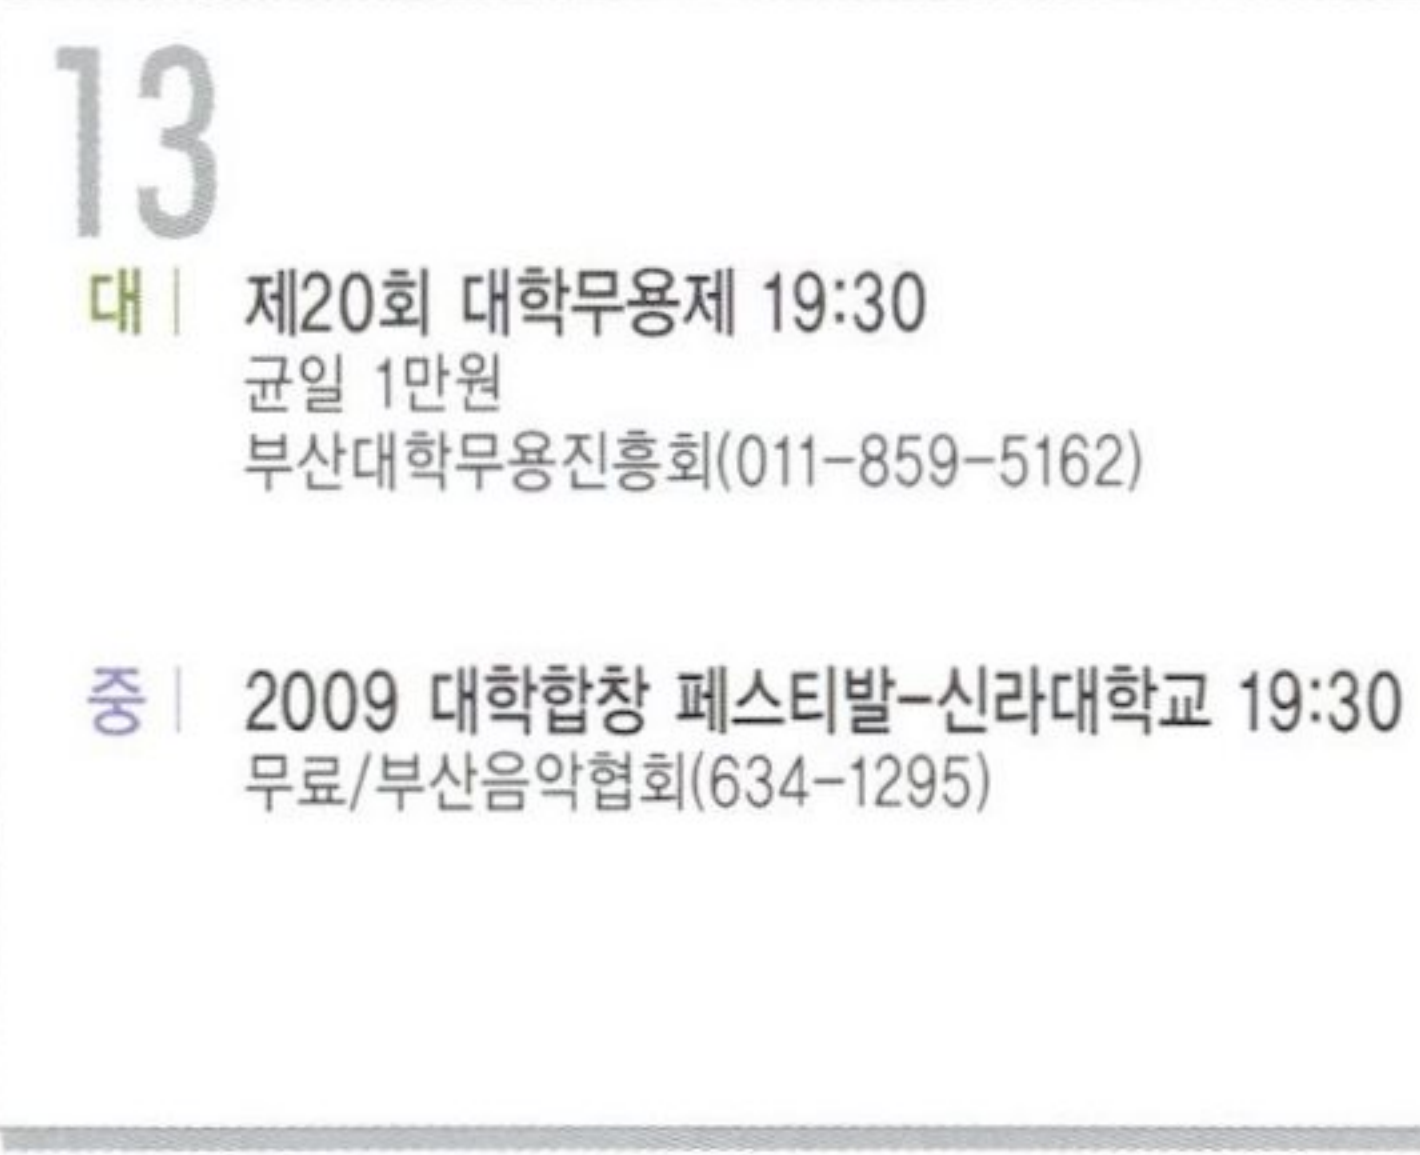 13
대| 제20회 대학무용제 19:30
균일 1만원
부산대학무용진흥회(011-859-5162)
중| 2009 대학합창 페스티발-신라대학교 19:30
무료/부산음악협회(634-1295)